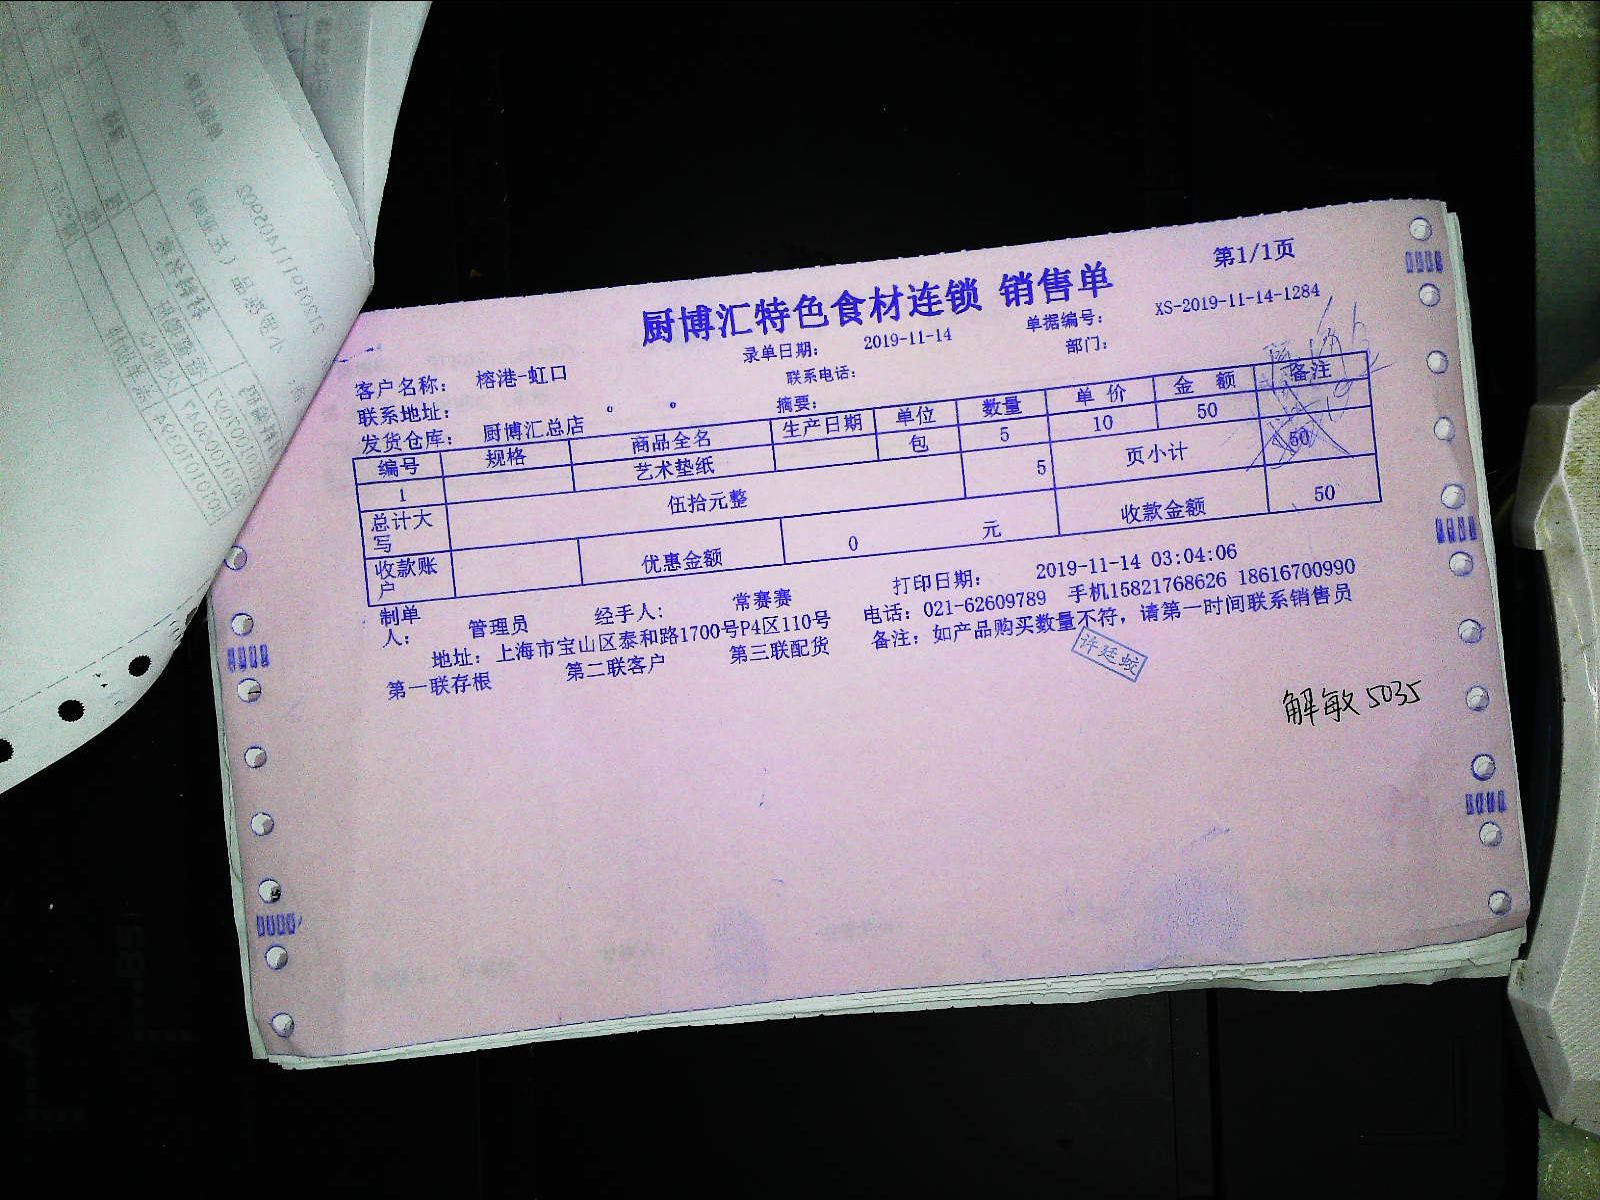 第1/1页
厨博汇特色食材连锁 销售单
录单日期： 2019-11-14 单据编号： XS-2019-11-14-1284
客户名称： 榕港-虹口 联系电话： 部门：
联系地址： 。 。 摘要：
发货仓库： 厨博汇总店
编号 规格 商品全名 生产日期 单位 数量 单价 金额 备注
1 艺术垫纸 包 5 10 50
总计大写 伍拾元整 5 页小计 50
收款账户 优惠金额 0 元 收款金额 50
制单人： 管理员 经手人： 常赛赛 打印日期： 2019-11-14 03:04:06
地址：上海市宝山区泰和路1700号P4区110号 电话：021-62609789 手机15821768626 18616700990
第一联存根 第二联客户 第三联配货 备注：如产品购买数量不符，请第一时间联系销售员
许廷蛟
解敏 5035